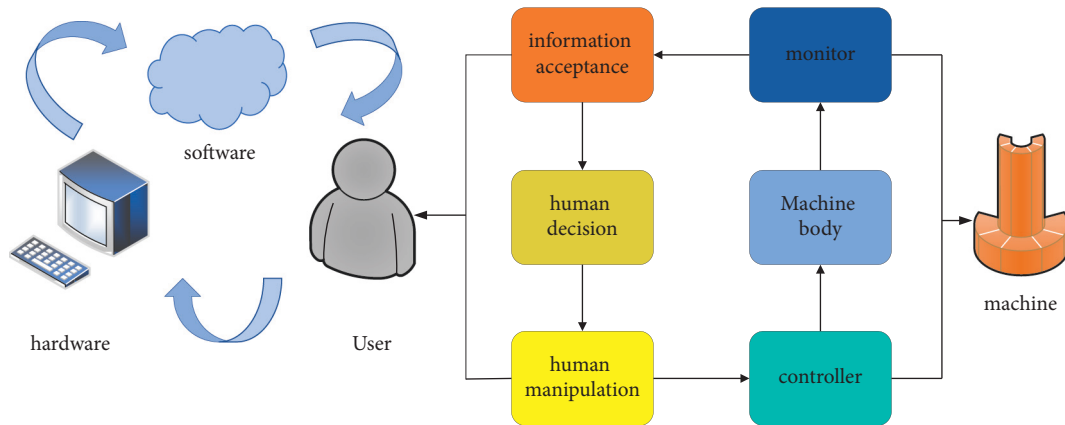 software
hardware
User
information
acceptance
human
decision
human
manipulation
monitor
Machine
body
controller
machine